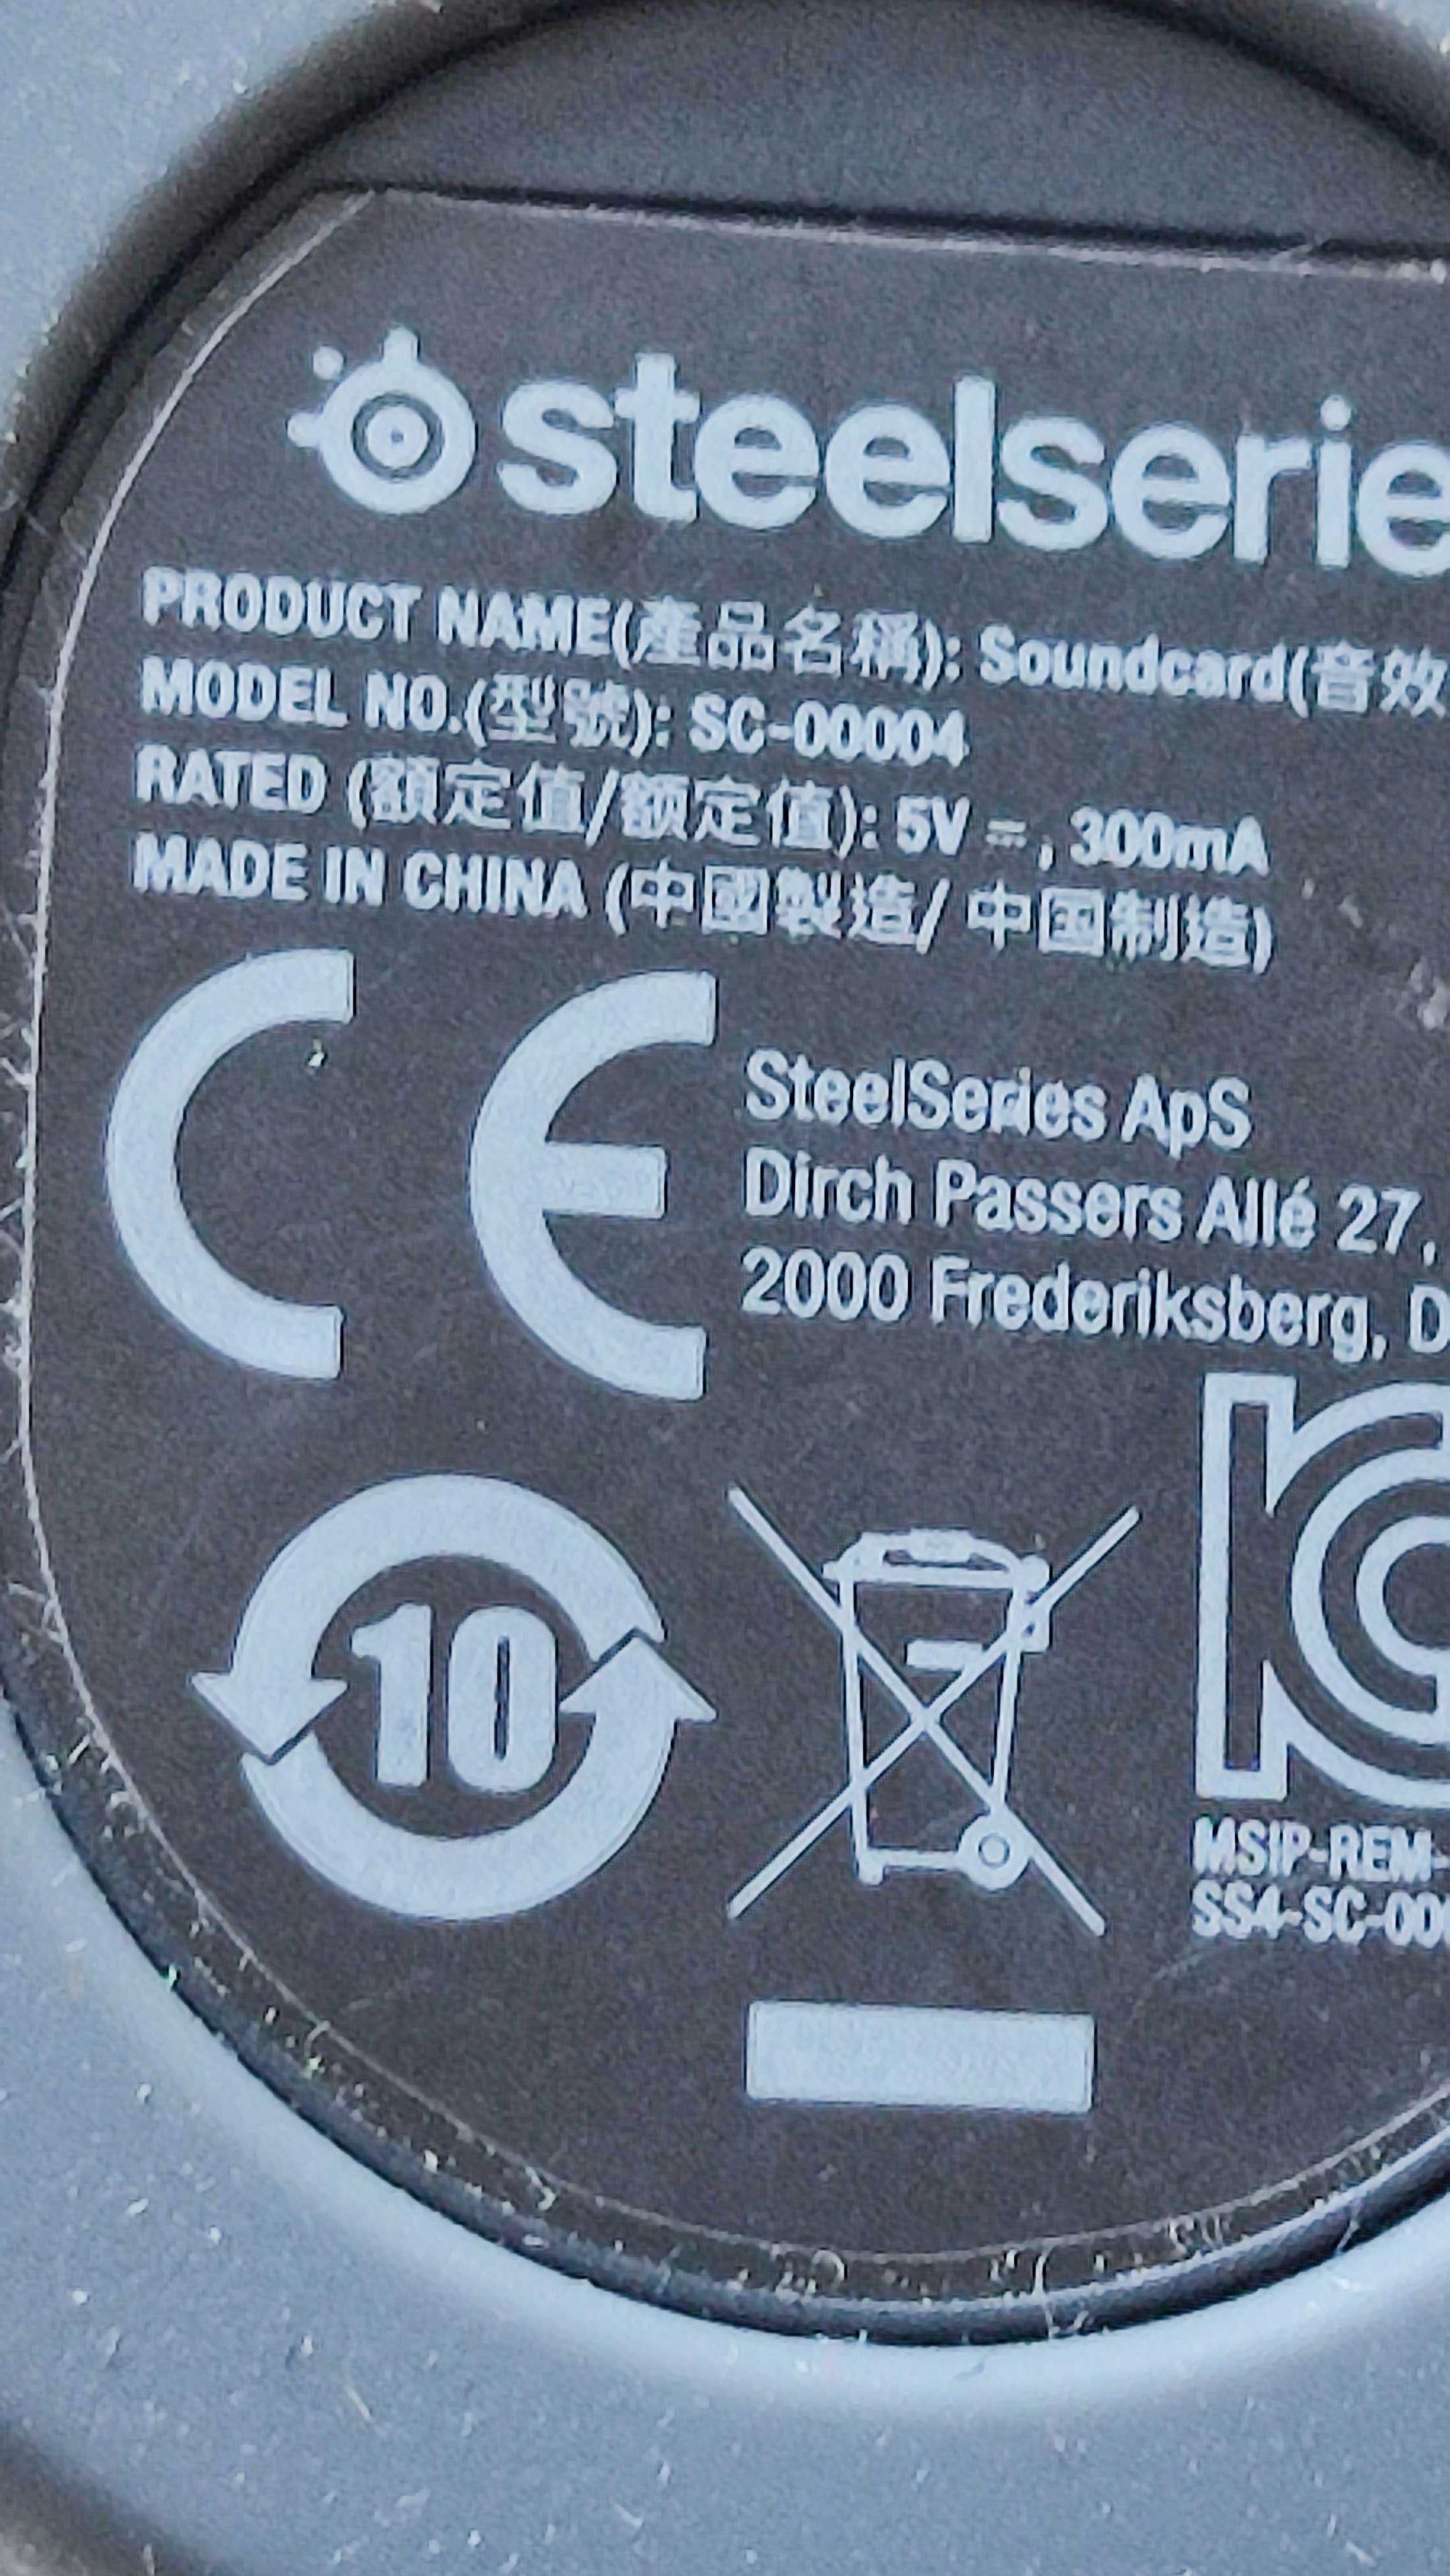 steelserie
PRODUCT NAME(產品名稱): Soundcard(音效
MODEL NO.(型號): SC-00004
RATED (額定值/额定值): 5V ⎓, 300mA
MADE IN CHINA (中國製造/ 中国制造)
CE
SteelSeries ApS
Dirch Passers Allé 27,
2000 Frederiksberg, D
10
MSIP-REM-
SS4-SC-00